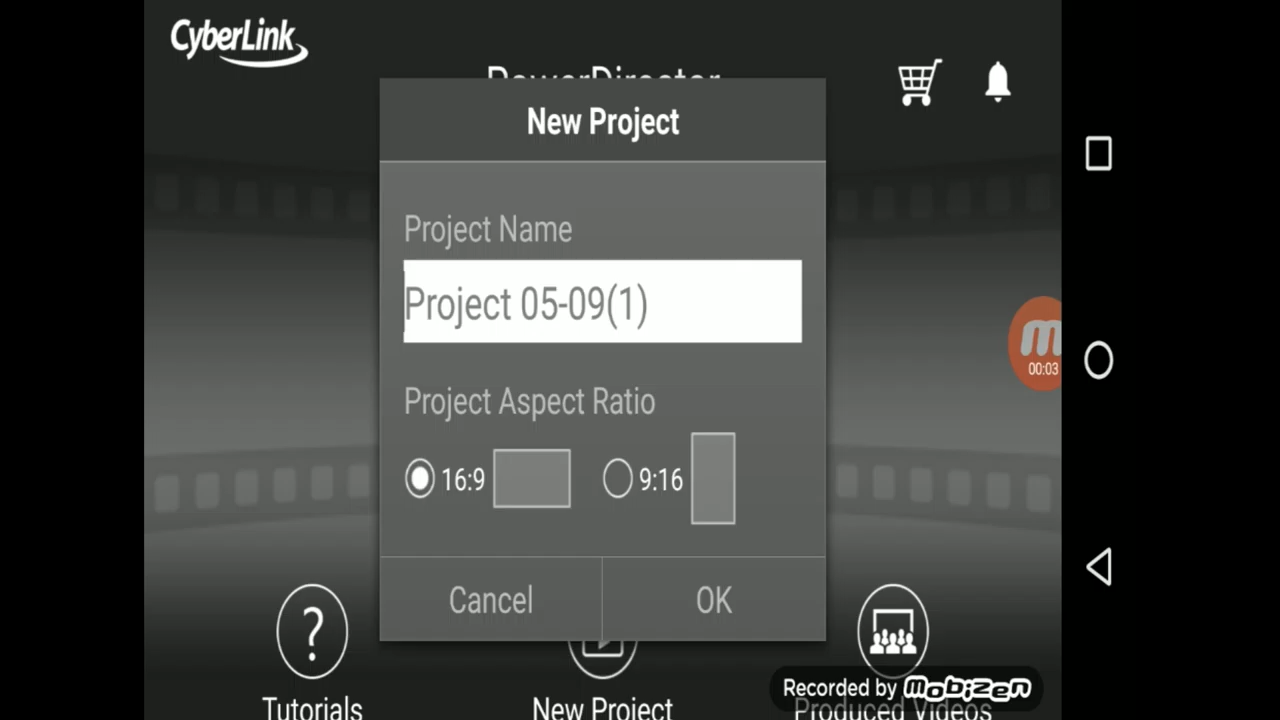 CyberLink
PowerDirector
New Project
Project Name
Project 05-09(1)
Project Aspect Ratio
16:9 9:16
00:03
Cancel OK
Recorded by mobizen
Tutorials New Project Produced Videos